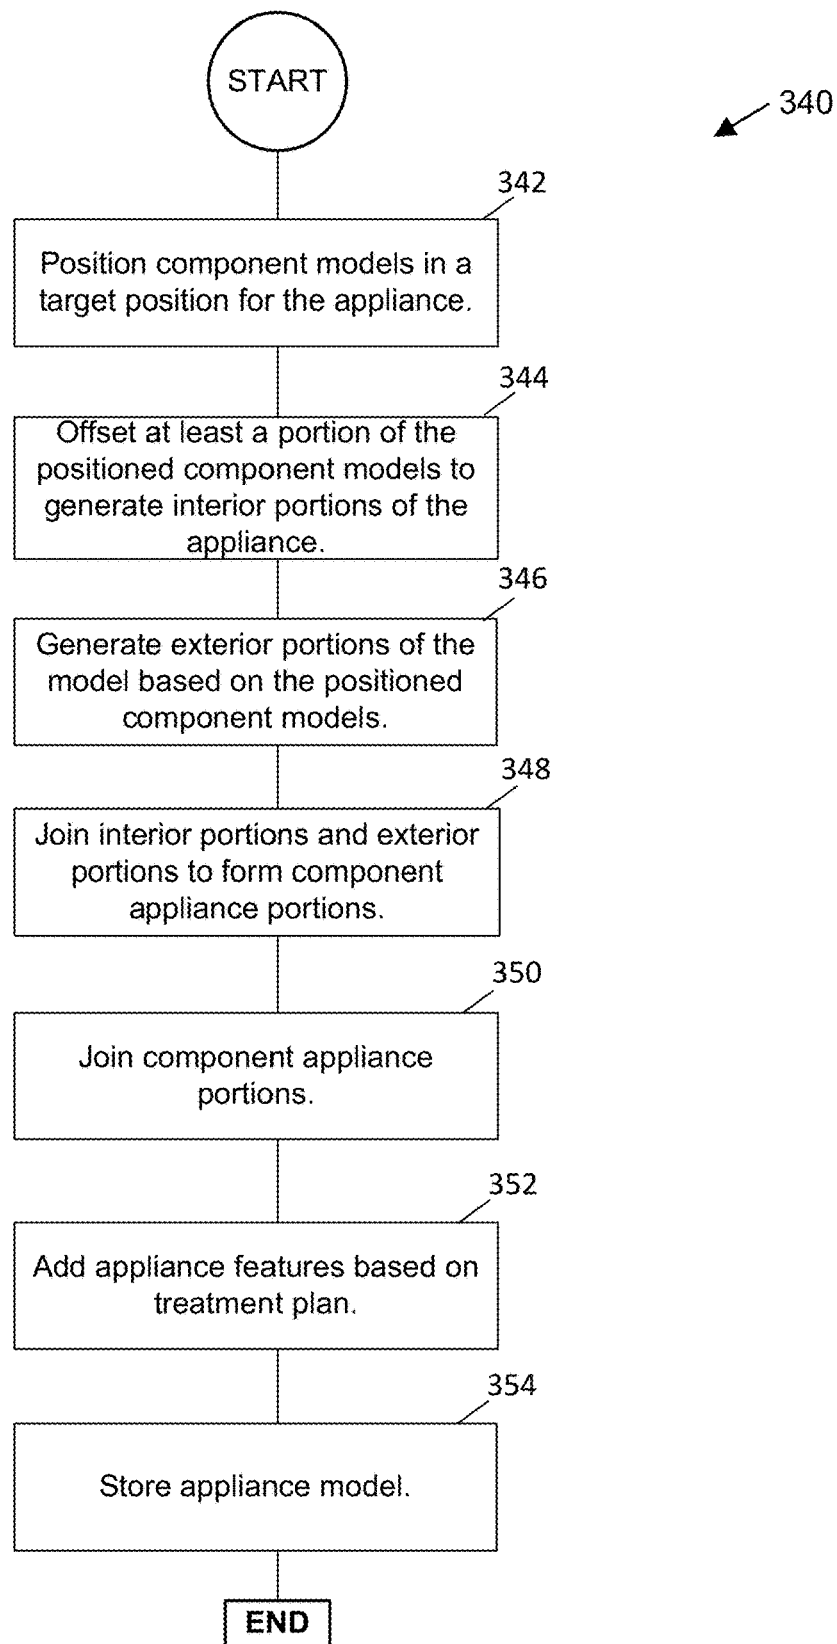 START
340
342
Position component models in a
target position for the appliance.
344
Offset at least a portion of the
positioned component models to
generate interior portions of the
appliance.
346
Generate exterior portions of the
model based on the positioned
component models.
348
Join interior portions and exterior
portions to form component
appliance portions.
350
Join component appliance
portions.
352
Add appliance features based on
treatment plan.
354
Store appliance model.
END